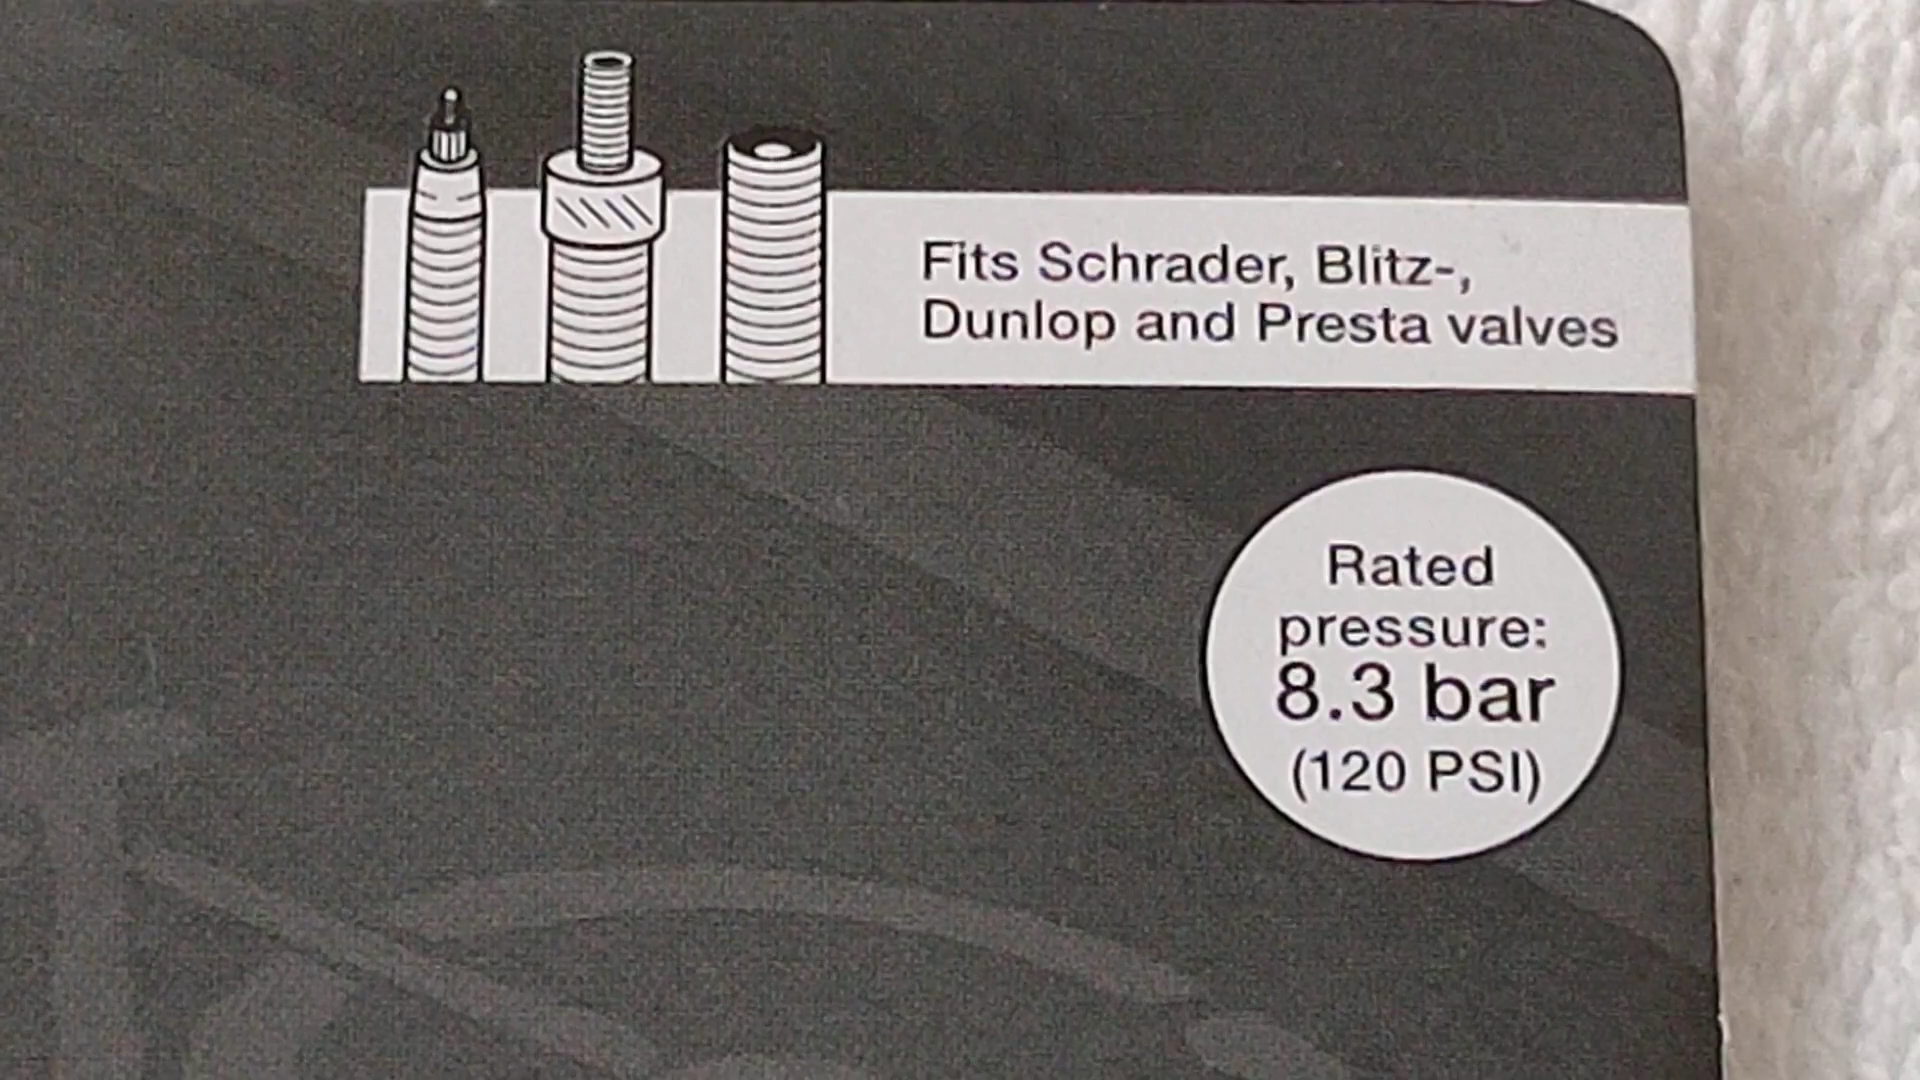 Fits Schrader, Blitz-,
Dunlop and Presta valves
Rated
pressure:
8.3 bar
(120 PSI)